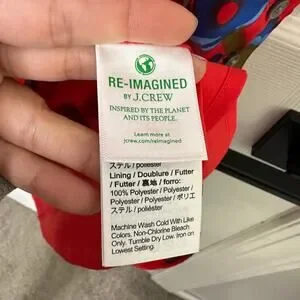 RE-IMAGINED
BY J.CREW
INSPIRED BY THE PLANET
AND ITS PEOPLE.
Learn more at
jcrew.com/reimagined
ステル / poliéster
Lining / Doublure / Futter
/ Futter / 裏地 / forro:
100% Polyester / Polyester
/ Polyester / Polyester / ポリエ
ステル / poliéster
Machine Wash Cold With Like
Colors. Non-Chlorine Bleach
Only. Tumble Dry Low. Iron on
Lowest Setting.